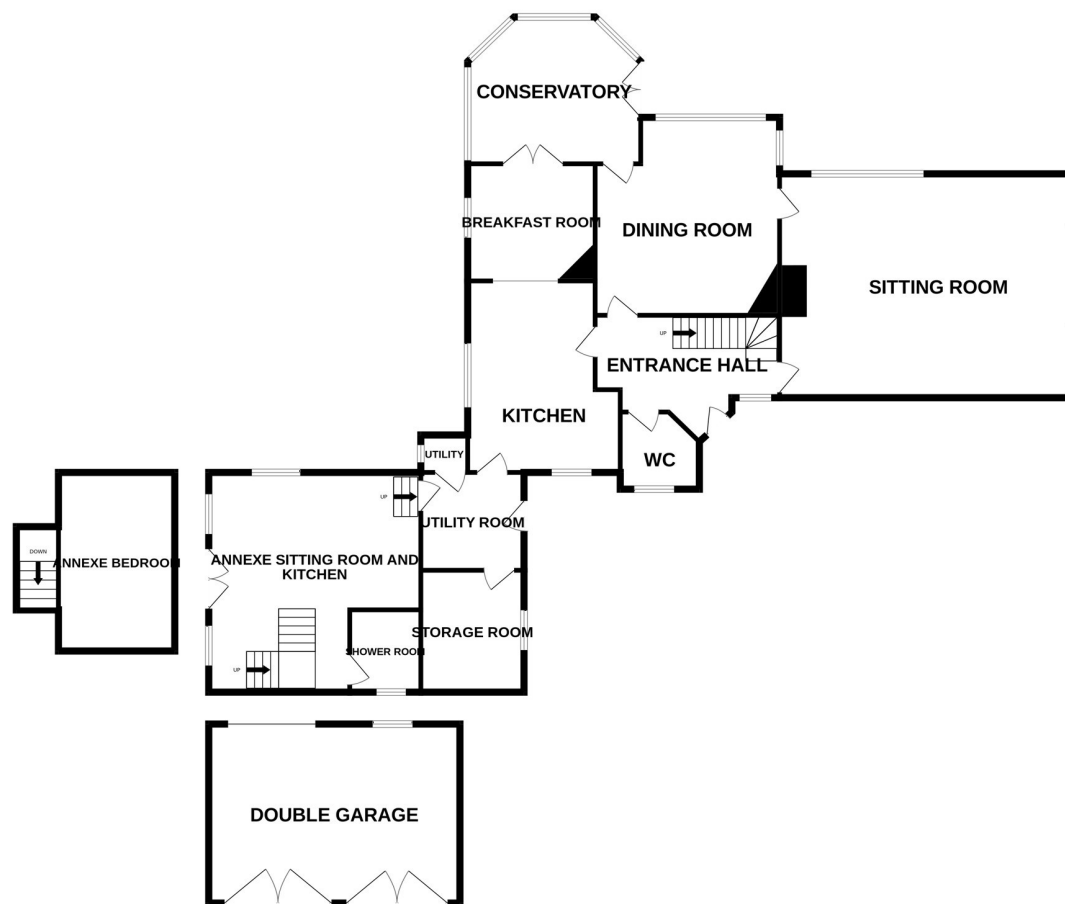 CONSERVATORY
BREAKFAST ROOM
DINING ROOM
SITTING ROOM
UP
ENTRANCE HALL
KITCHEN
UTILITY
WC
UP
UTILITY ROOM
DOWN
ANNEXE BEDROOM
ANNEXE SITTING ROOM AND
KITCHEN
STORAGE ROOM
SHOWER ROOM
UP
DOUBLE GARAGE